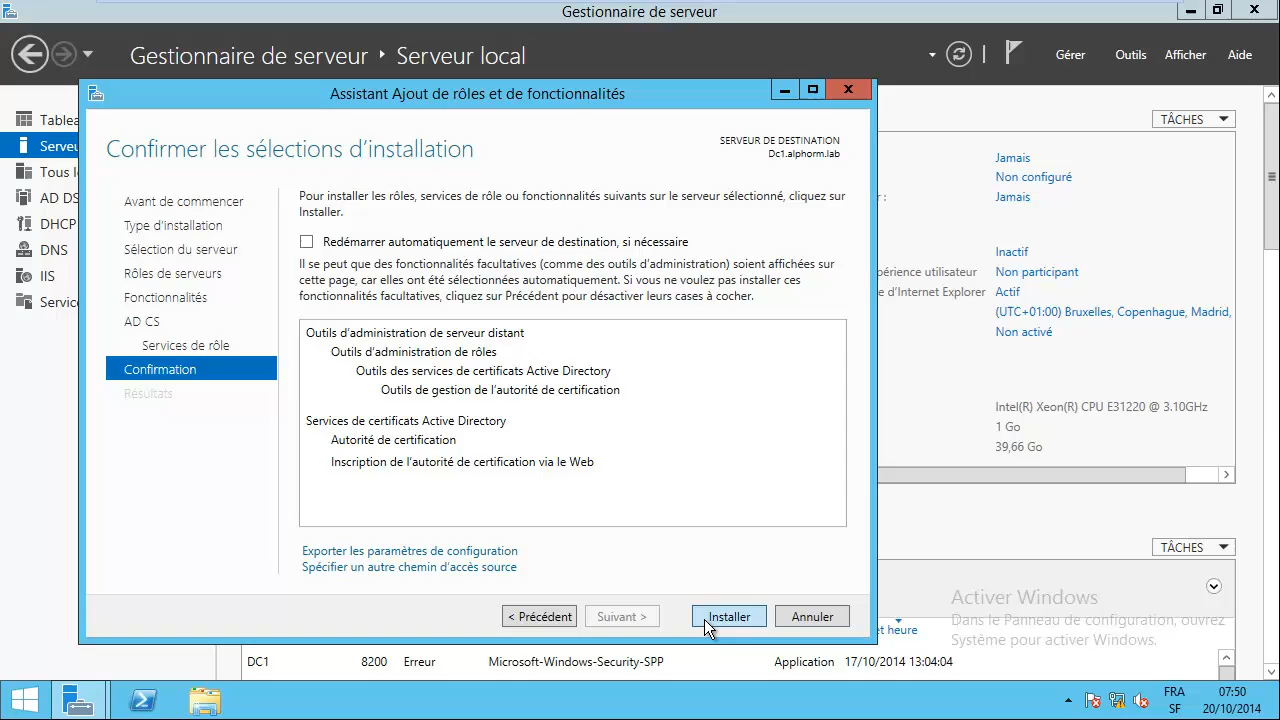 Gestionnaire de serveur
Gestionnaire de serveur ‣ Serveur local
Gérer Outils Afficher Aide
Assistant Ajout de rôles et de fonctionnalités
Confirmer les sélections d'installation
SERVEUR DE DESTINATION
Dc1.alphorm.lab
Avant de commencer
Type d'installation
Sélection du serveur
Rôles de serveurs
Fonctionnalités
AD CS
Services de rôle
Confirmation
Résultats
Pour installer les rôles, services de rôle ou fonctionnalités suivants sur le serveur sélectionné, cliquez sur
Installer.
Redémarrer automatiquement le serveur de destination, si nécessaire
Il se peut que des fonctionnalités facultatives (comme des outils d'administration) soient affichées sur
cette page, car elles ont été sélectionnées automatiquement. Si vous ne voulez pas installer ces
fonctionnalités facultatives, cliquez sur Précédent pour désactiver leurs cases à cocher.
Outils d'administration de serveur distant
Outils d'administration de rôles
Outils des services de certificats Active Directory
Outils de gestion de l'autorité de certification
Services de certificats Active Directory
Autorité de certification
Inscription de l'autorité de certification via le Web
Exporter les paramètres de configuration
Spécifier un autre chemin d'accès source
< Précédent Suivant > Installer Annuler
Tablea
Serveu
Tous l
AD DS
DHCP
DNS
IIS
Service
TÂCHES
Jamais
Non configuré
: Jamais
Inactif
périence utilisateur Non participant
e d'Internet Explorer Actif
(UTC+01:00) Bruxelles, Copenhague, Madrid,
Non activé
Intel(R) Xeon(R) CPU E31220 @ 3.10GHz
1 Go
39,66 Go
TÂCHES
Activer Windows
Dans le Panneau de configuration, ouvrez
Système pour activer Windows.
et heure
DC1 8200 Erreur Microsoft-Windows-Security-SPP Application 17/10/2014 13:04:04
FRA 07:50
SF 20/10/2014